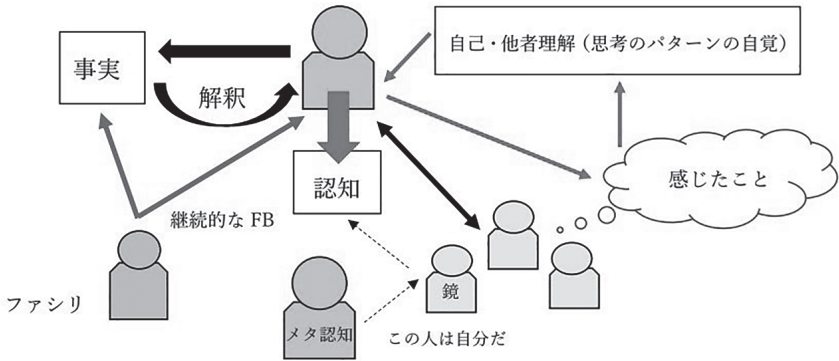 自己・他者理解（思考のパターンの自覚）
事実
解釈
認知
感じたこと
継続的な FB
ファシリ
鏡
メタ認知
この人は自分だ